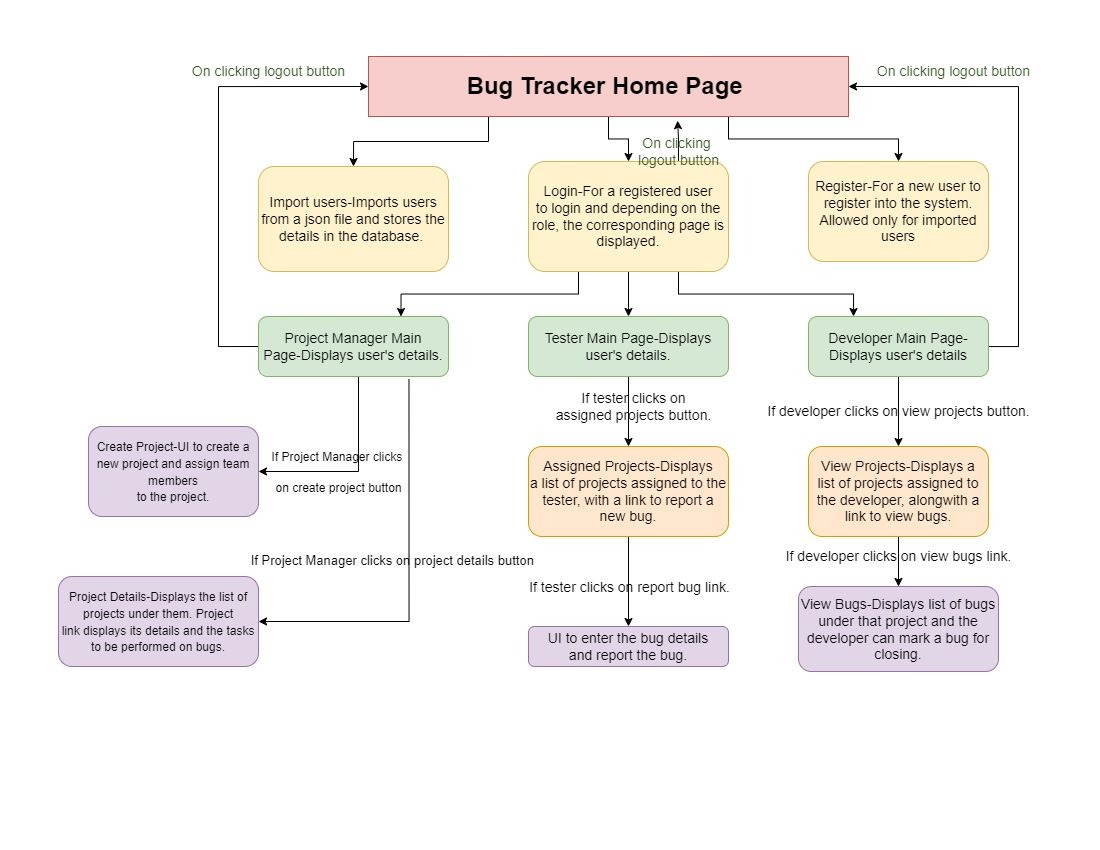 On clicking logout button
Bug Tracker Home Page
On clicking logout button
On clicking
logout button
Import users-Imports users
from a json file and stores the
details in the database.
Login-For a registered user
to login and depending on the
role, the corresponding page is
displayed.
Register-For a new user to
register into the system.
Allowed only for imported
users
Project Manager Main
Page-Displays user's details.
Tester Main Page-Displays
user's details.
Developer Main Page-
Displays user's details
If tester clicks on
assigned projects button.
If developer clicks on view projects button.
Create Project-UI to create a
new project and assign team
members
to the project.
If Project Manager clicks
on create project button
Assigned Projects-Displays
a list of projects assigned to the
tester, with a link to report a
new bug.
View Projects-Displays a
list of projects assigned to
the developer, alongwith a
link to view bugs.
If Project Manager clicks on project details button
If developer clicks on view bugs link.
Project Details-Displays the list of
projects under them. Project
link displays its details and the tasks
to be performed on bugs.
If tester clicks on report bug link.
UI to enter the bug details
and report the bug.
View Bugs-Displays list of bugs
under that project and the
developer can mark a bug for
closing.